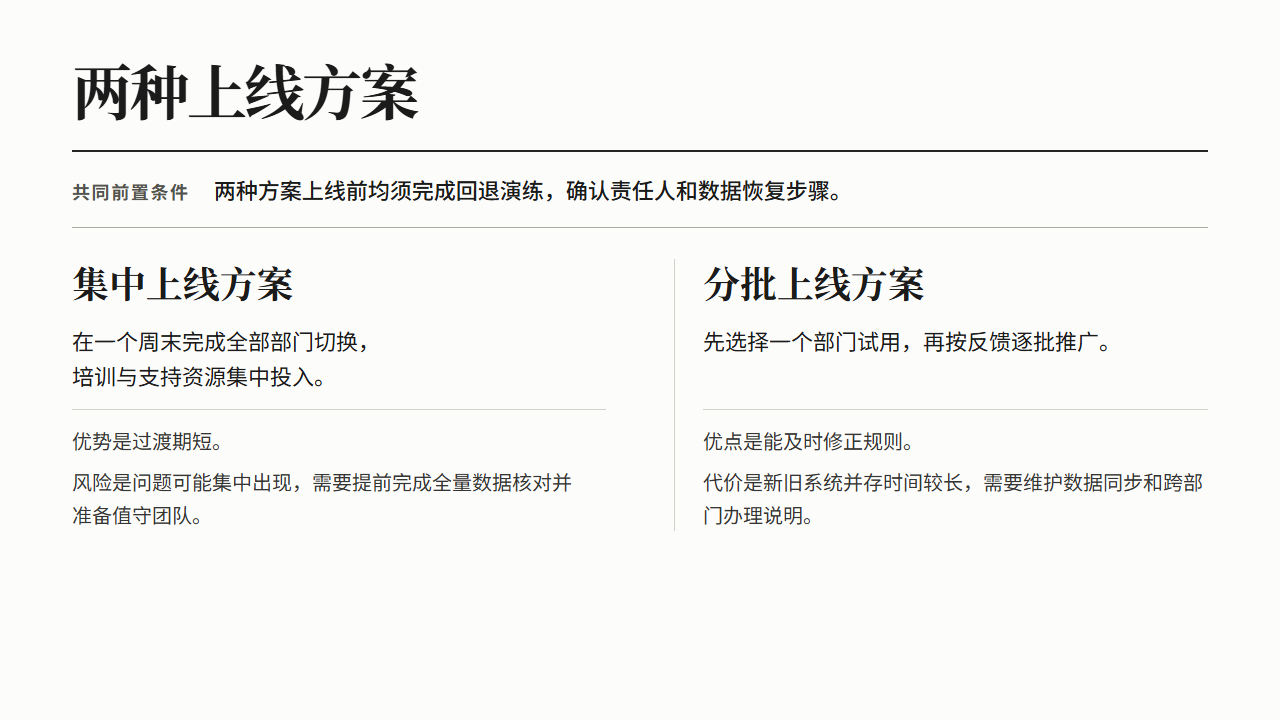 两种上线方案
共同前置条件 两种方案上线前均须完成回退演练，确认责任人和数据恢复步骤。
集中上线方案
在一个周末完成全部部门切换，
培训与支持资源集中投入。
优势是过渡期短。
风险是问题可能集中出现，需要提前完成全量数据核对并
准备值守团队。
分批上线方案
先选择一个部门试用，再按反馈逐批推广。
优点是能及时修正规则。
代价是新旧系统并存时间较长，需要维护数据同步和跨部
门办理说明。